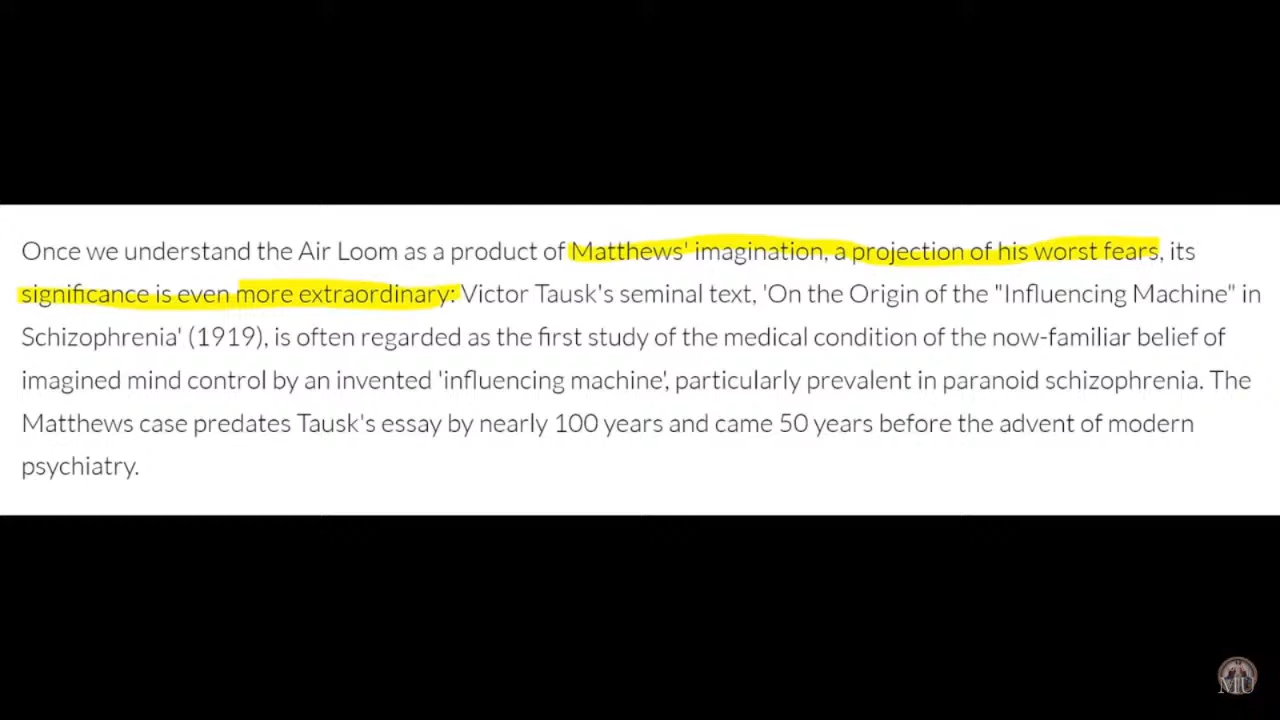 Once we understand the Air Loom as a product of Matthews' imagination, a projection of his worst fears, its
significance is even more extraordinary: Victor Tausk's seminal text, 'On the Origin of the "Influencing Machine" in
Schizophrenia' (1919), is often regarded as the first study of the medical condition of the now-familiar belief of
imagined mind control by an invented 'influencing machine', particularly prevalent in paranoid schizophrenia. The
Matthews case predates Tausk's essay by nearly 100 years and came 50 years before the advent of modern
psychiatry.
MU